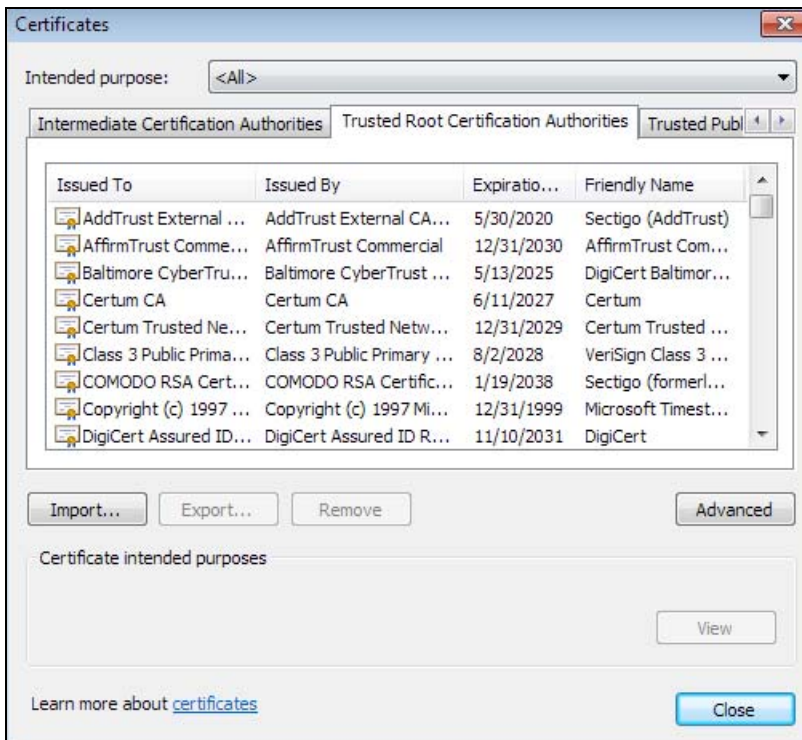 Certificates
Intended purpose: <All>
Intermediate Certification Authorities Trusted Root Certification Authorities Trusted Publ
Issued To Issued By Expiratio... Friendly Name
AddTrust External ... AddTrust External CA... 5/30/2020 Sectigo (AddTrust)
AffirmTrust Comme... AffirmTrust Commercial 12/31/2030 AffirmTrust Com...
Baltimore CyberTru... Baltimore CyberTrust ... 5/13/2025 DigiCert Baltimor...
Certum CA Certum CA 6/11/2027 Certum
Certum Trusted Ne... Certum Trusted Netw... 12/31/2029 Certum Trusted ...
Class 3 Public Prima... Class 3 Public Primary ... 8/2/2028 VeriSign Class 3 ...
COMODO RSA Cert... COMODO RSA Certific... 1/19/2038 Sectigo (formerl...
Copyright (c) 1997 ... Copyright (c) 1997 Mi... 12/31/1999 Microsoft Timest...
DigiCert Assured ID... DigiCert Assured ID R... 11/10/2031 DigiCert
Import... Export... Remove Advanced
Certificate intended purposes
View
Learn more about certificates
Close